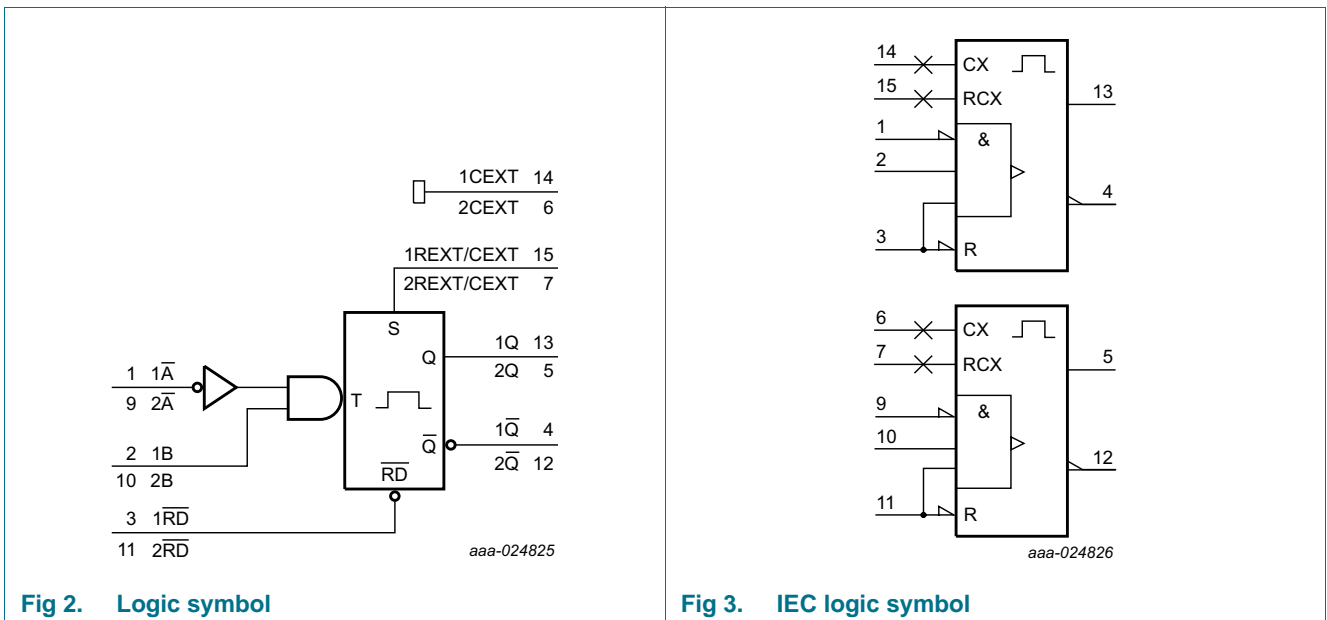 1CEXT 14
2CEXT 6
1REXT/CEXT 15
2REXT/CEXT 7
S
Q
1Q 13
2Q 5
1 1A̅
9 2A̅
T
Q̅
1Q̅ 4
2Q̅ 12
2 1B
10 2B
R̅D̅
3 1R̅D̅
11 2R̅D̅
aaa-024825
Fig 2. Logic symbol
14
CX
15
RCX
13
1
&
2
4
3
R
6
CX
7
RCX
5
9
&
10
12
11
R
aaa-024826
Fig 3. IEC logic symbol